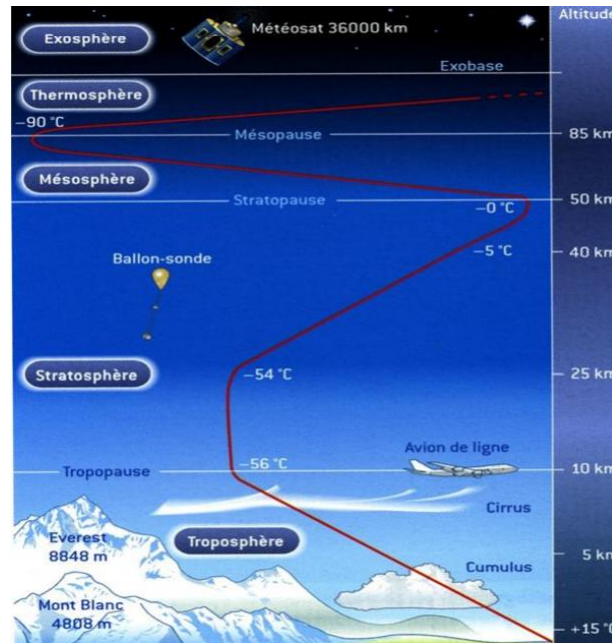 Altitude
Météosat 36000 km
Exosphère
Exobase
Thermosphère
−90 °C
Mésopause
85 km
Mésosphère
Stratopause
50 km
−0 °C
−5 °C
40 km
Ballon-sonde
Stratosphère
−54 °C
25 km
Avion de ligne
−56 °C
Tropopause
10 km
Cirrus
Everest
8848 m
Troposphère
5 km
Cumulus
Mont Blanc
4808 m
+15 °C